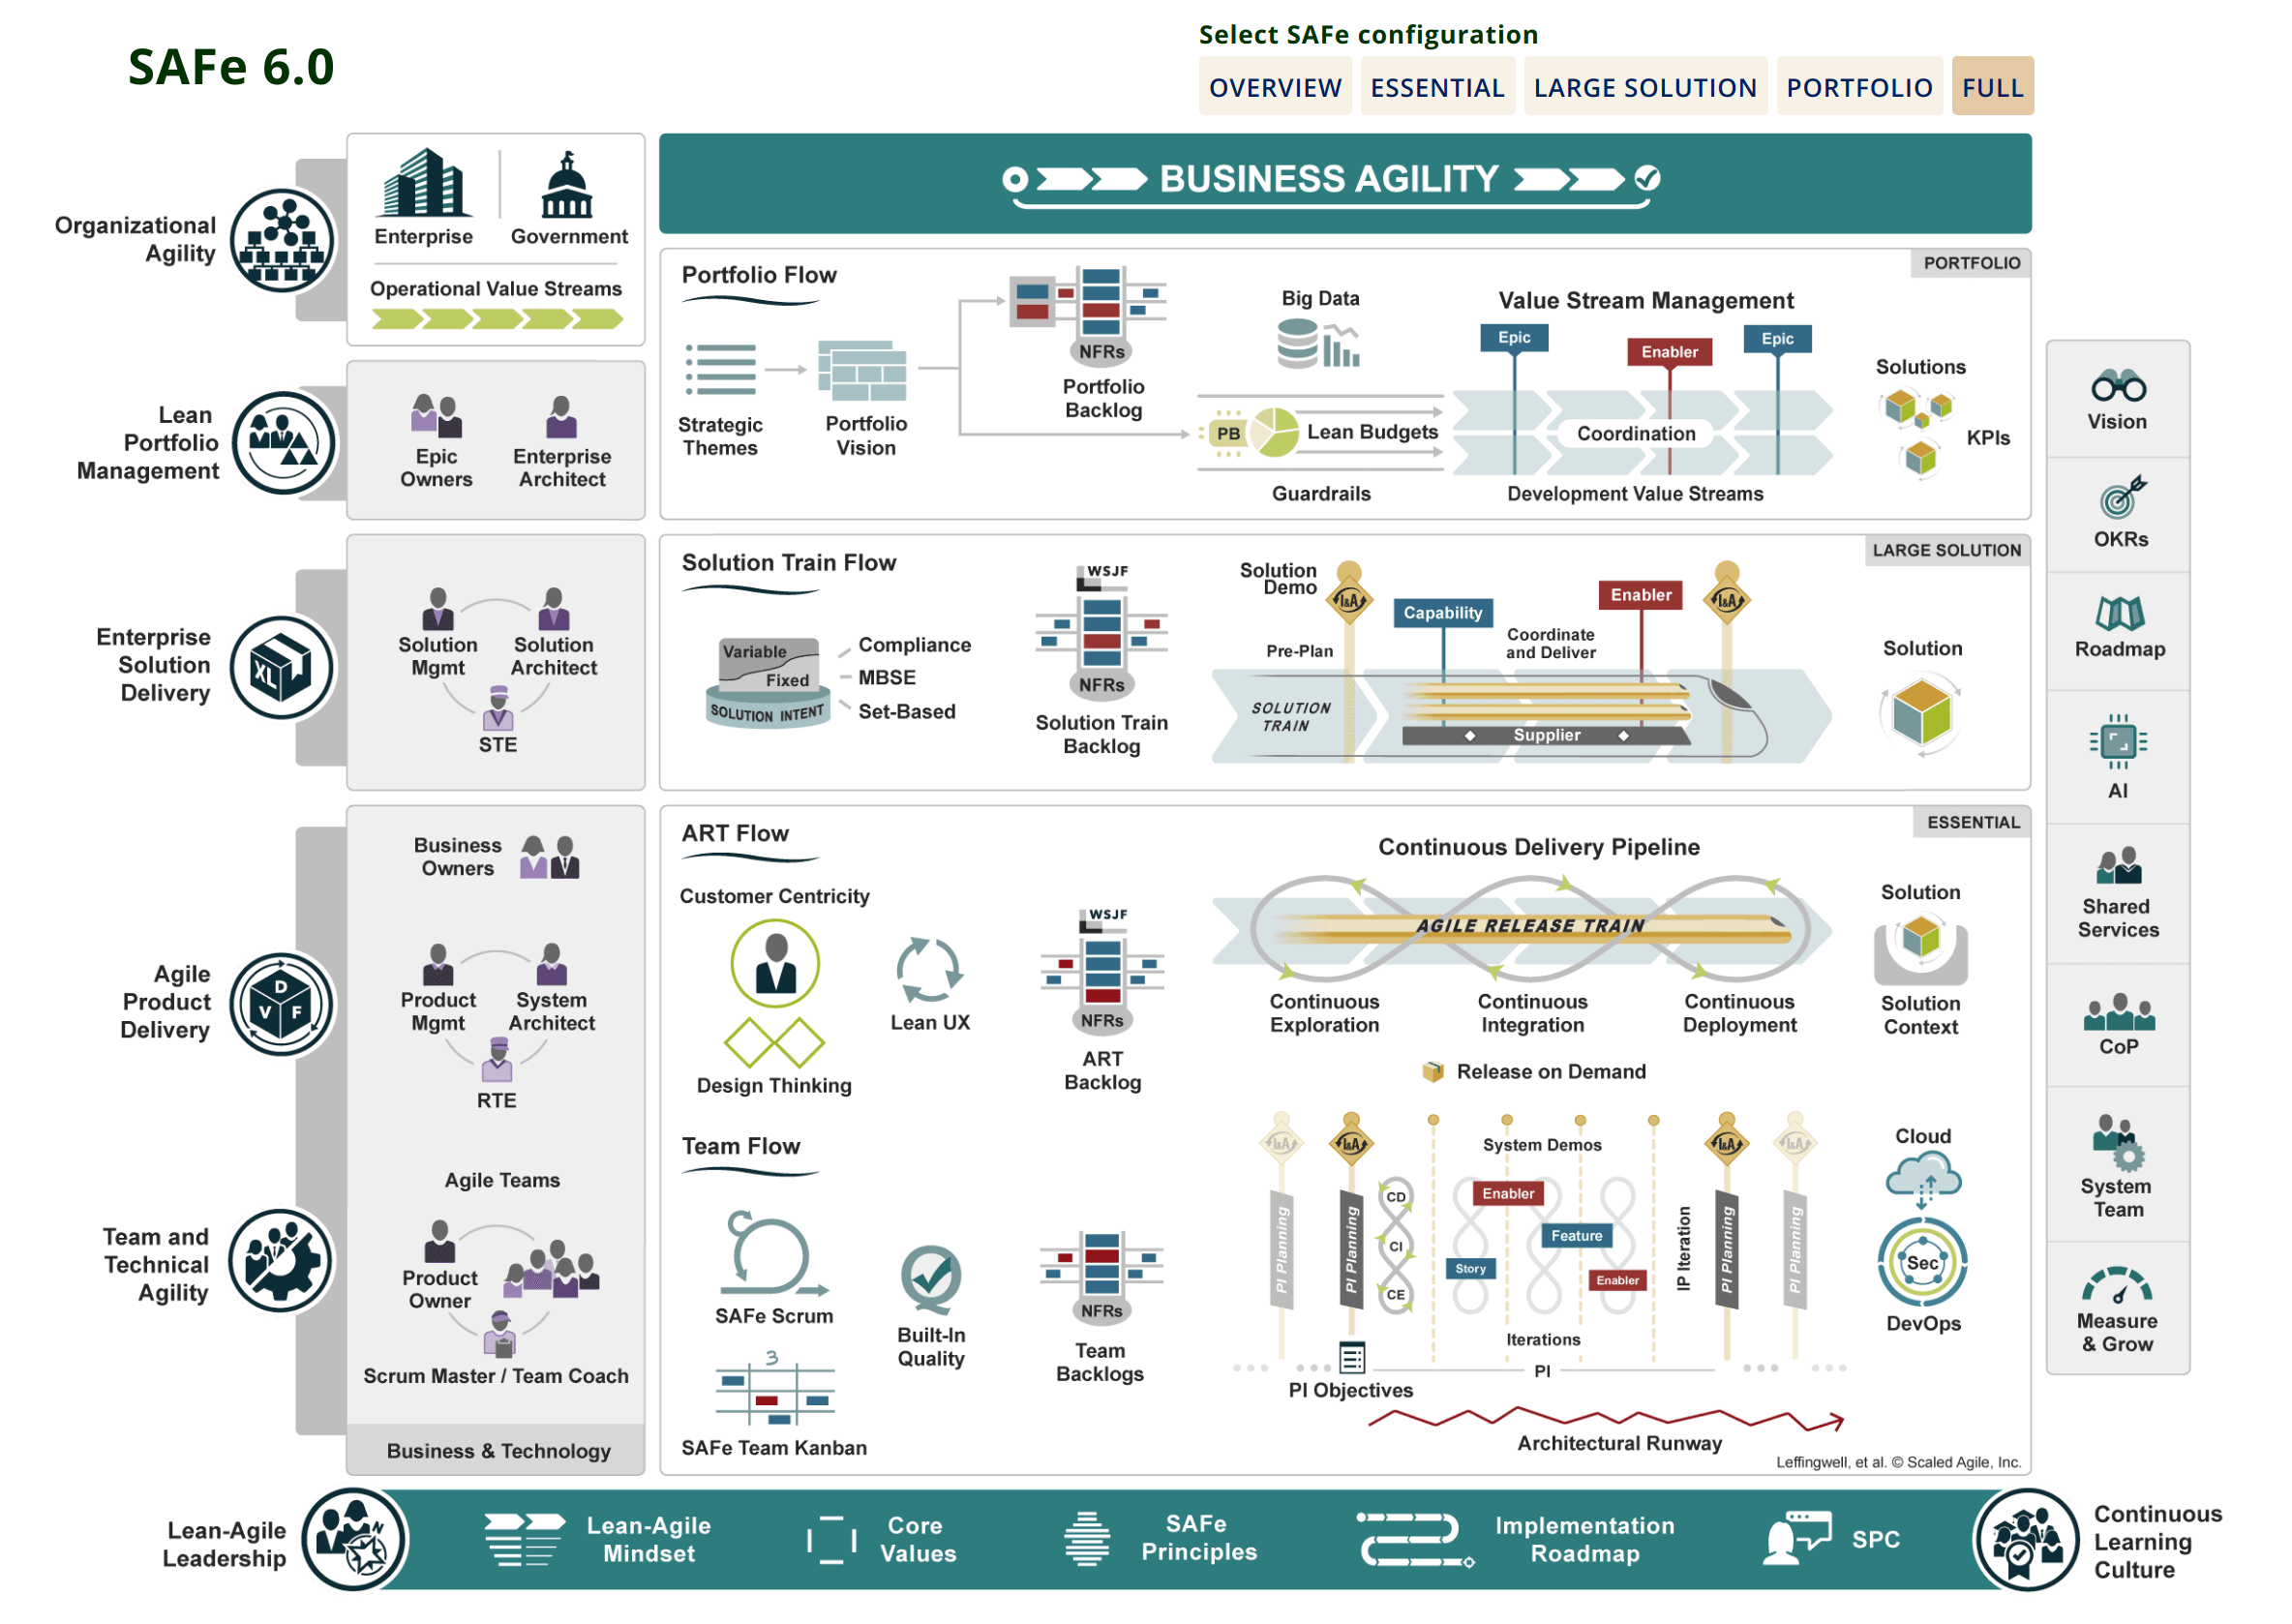 SAFe 6.0
Select SAFe configuration
OVERVIEW
ESSENTIAL
LARGE SOLUTION
PORTFOLIO
FULL
Organizational
Agility
Enterprise
Government
Operational Value Streams
BUSINESS AGILITY
PORTFOLIO
Portfolio Flow
Strategic
Themes
Portfolio
Vision
NFRs
Portfolio
Backlog
Big Data
PB
Lean Budgets
Guardrails
Value Stream Management
Epic
Enabler
Epic
Coordination
Development Value Streams
Solutions
KPIs
Lean
Portfolio
Management
Epic
Owners
Enterprise
Architect
Enterprise
Solution
Delivery
XL
Solution
Mgmt
Solution
Architect
STE
LARGE SOLUTION
Solution Train Flow
Variable
Fixed
SOLUTION INTENT
Compliance
MBSE
Set-Based
WSJF
NFRs
Solution Train
Backlog
Solution
Demo
I&A
Pre-Plan
Capability
Coordinate
and Deliver
Enabler
I&A
SOLUTION
TRAIN
Supplier
Solution
Agile
Product
Delivery
D
V
F
Business
Owners
Product
Mgmt
System
Architect
RTE
ESSENTIAL
ART Flow
Customer Centricity
Lean UX
Design Thinking
WSJF
NFRs
ART
Backlog
Continuous Delivery Pipeline
AGILE RELEASE TRAIN
Continuous
Exploration
Continuous
Integration
Continuous
Deployment
Release on Demand
Solution
Solution
Context
Team and
Technical
Agility
Agile Teams
Product
Owner
Scrum Master / Team Coach
Business & Technology
Team Flow
SAFe Scrum
Built-In
Quality
3
SAFe Team Kanban
NFRs
Team
Backlogs
I&A
I&A
System Demos
I&A
I&A
PI Planning
PI Planning
CD
CI
CE
Enabler
Feature
Story
Enabler
IP Iteration
PI Planning
PI Planning
Iterations
PI
PI Objectives
Architectural Runway
Cloud
Sec
DevOps
Leffingwell, et al. © Scaled Agile, Inc.
Vision
OKRs
Roadmap
AI
Shared
Services
CoP
System
Team
Measure
& Grow
Lean-Agile
Leadership
N
Lean-Agile
Mindset
Core
Values
SAFe
Principles
Implementation
Roadmap
SPC
Continuous
Learning
Culture